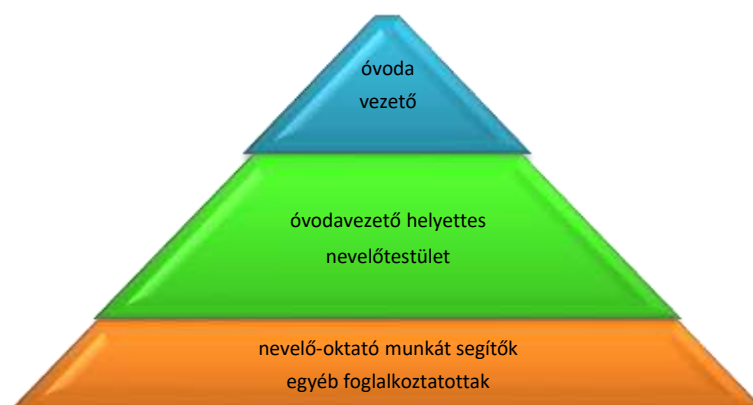 óvoda
vezető
óvodavezető helyettes
nevelőtestület
nevelő-oktató munkát segítők
egyéb foglalkoztatottak